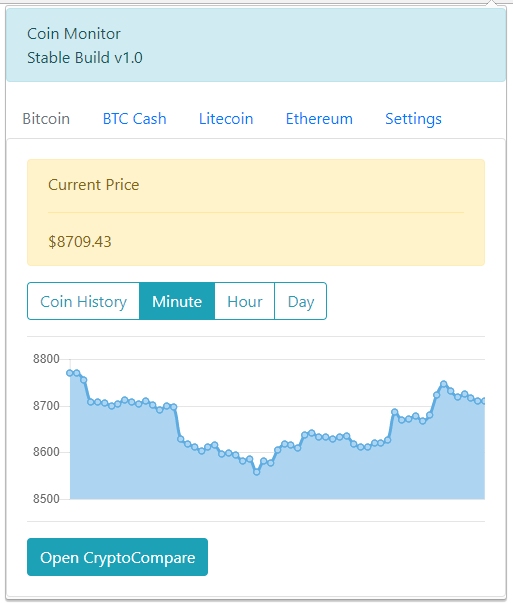 Coin Monitor
Stable Build v1.0
Bitcoin BTC Cash Litecoin Ethereum Settings
Current Price
$8709.43
Coin History Minute Hour Day
8800
8700
8600
8500
Open CryptoCompare